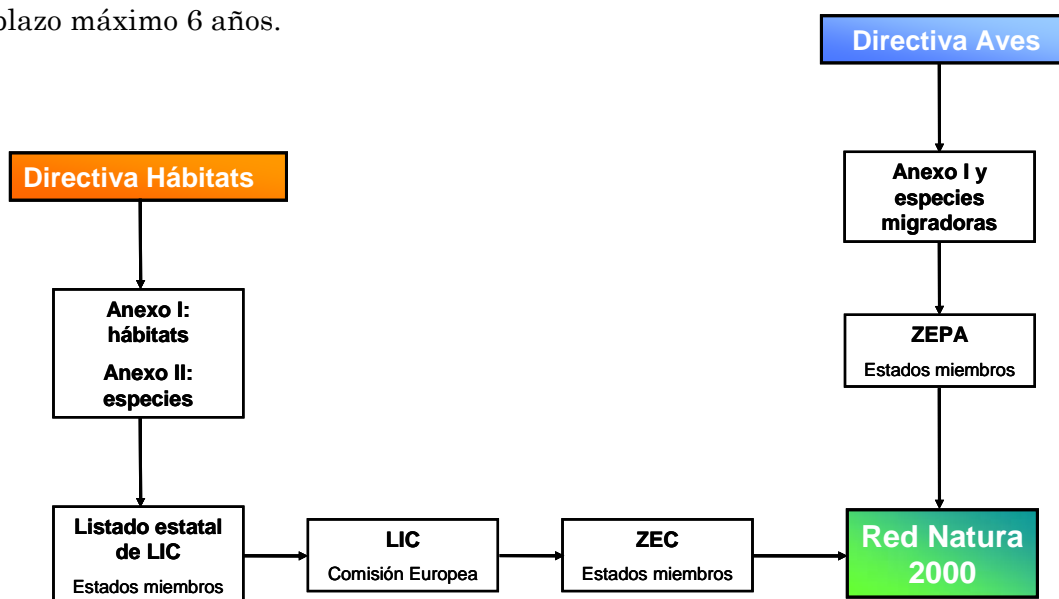 plazo máximo 6 años.
Directiva Aves
Directiva Hábitats
Anexo I y
especies
migradoras
Anexo I:
hábitats
Anexo II:
especies
ZEPA
Estados miembros
Listado estatal
de LIC
Estados miembros
LIC
Comisión Europea
ZEC
Estados miembros
Red Natura
2000